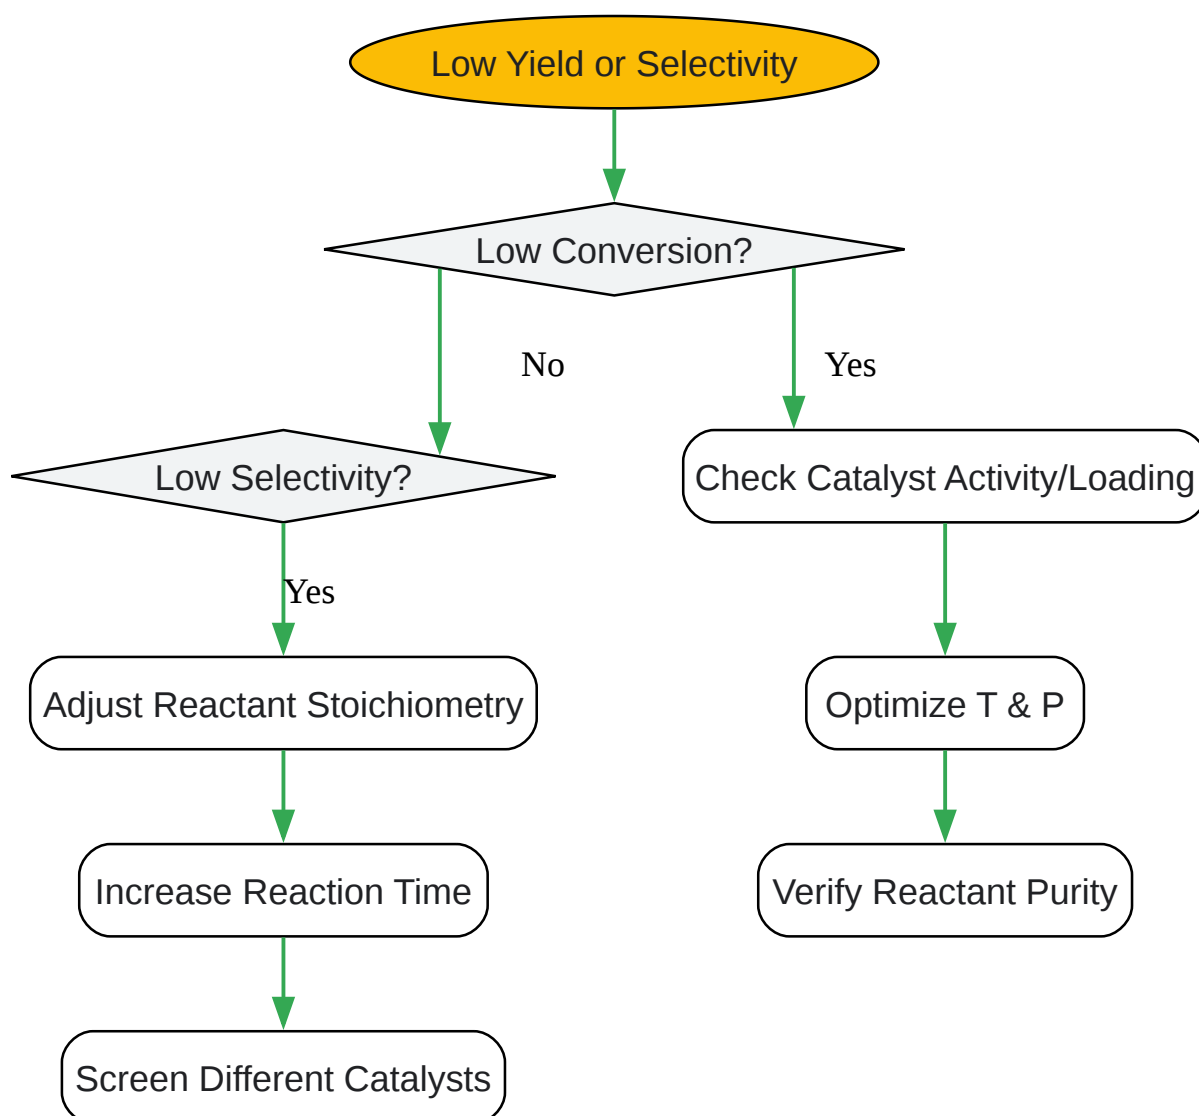 Low Yield or Selectivity
Low Conversion?
No
Yes
Low Selectivity?
Check Catalyst Activity/Loading
Yes
Adjust Reactant Stoichiometry
Optimize T & P
Increase Reaction Time
Verify Reactant Purity
Screen Different Catalysts